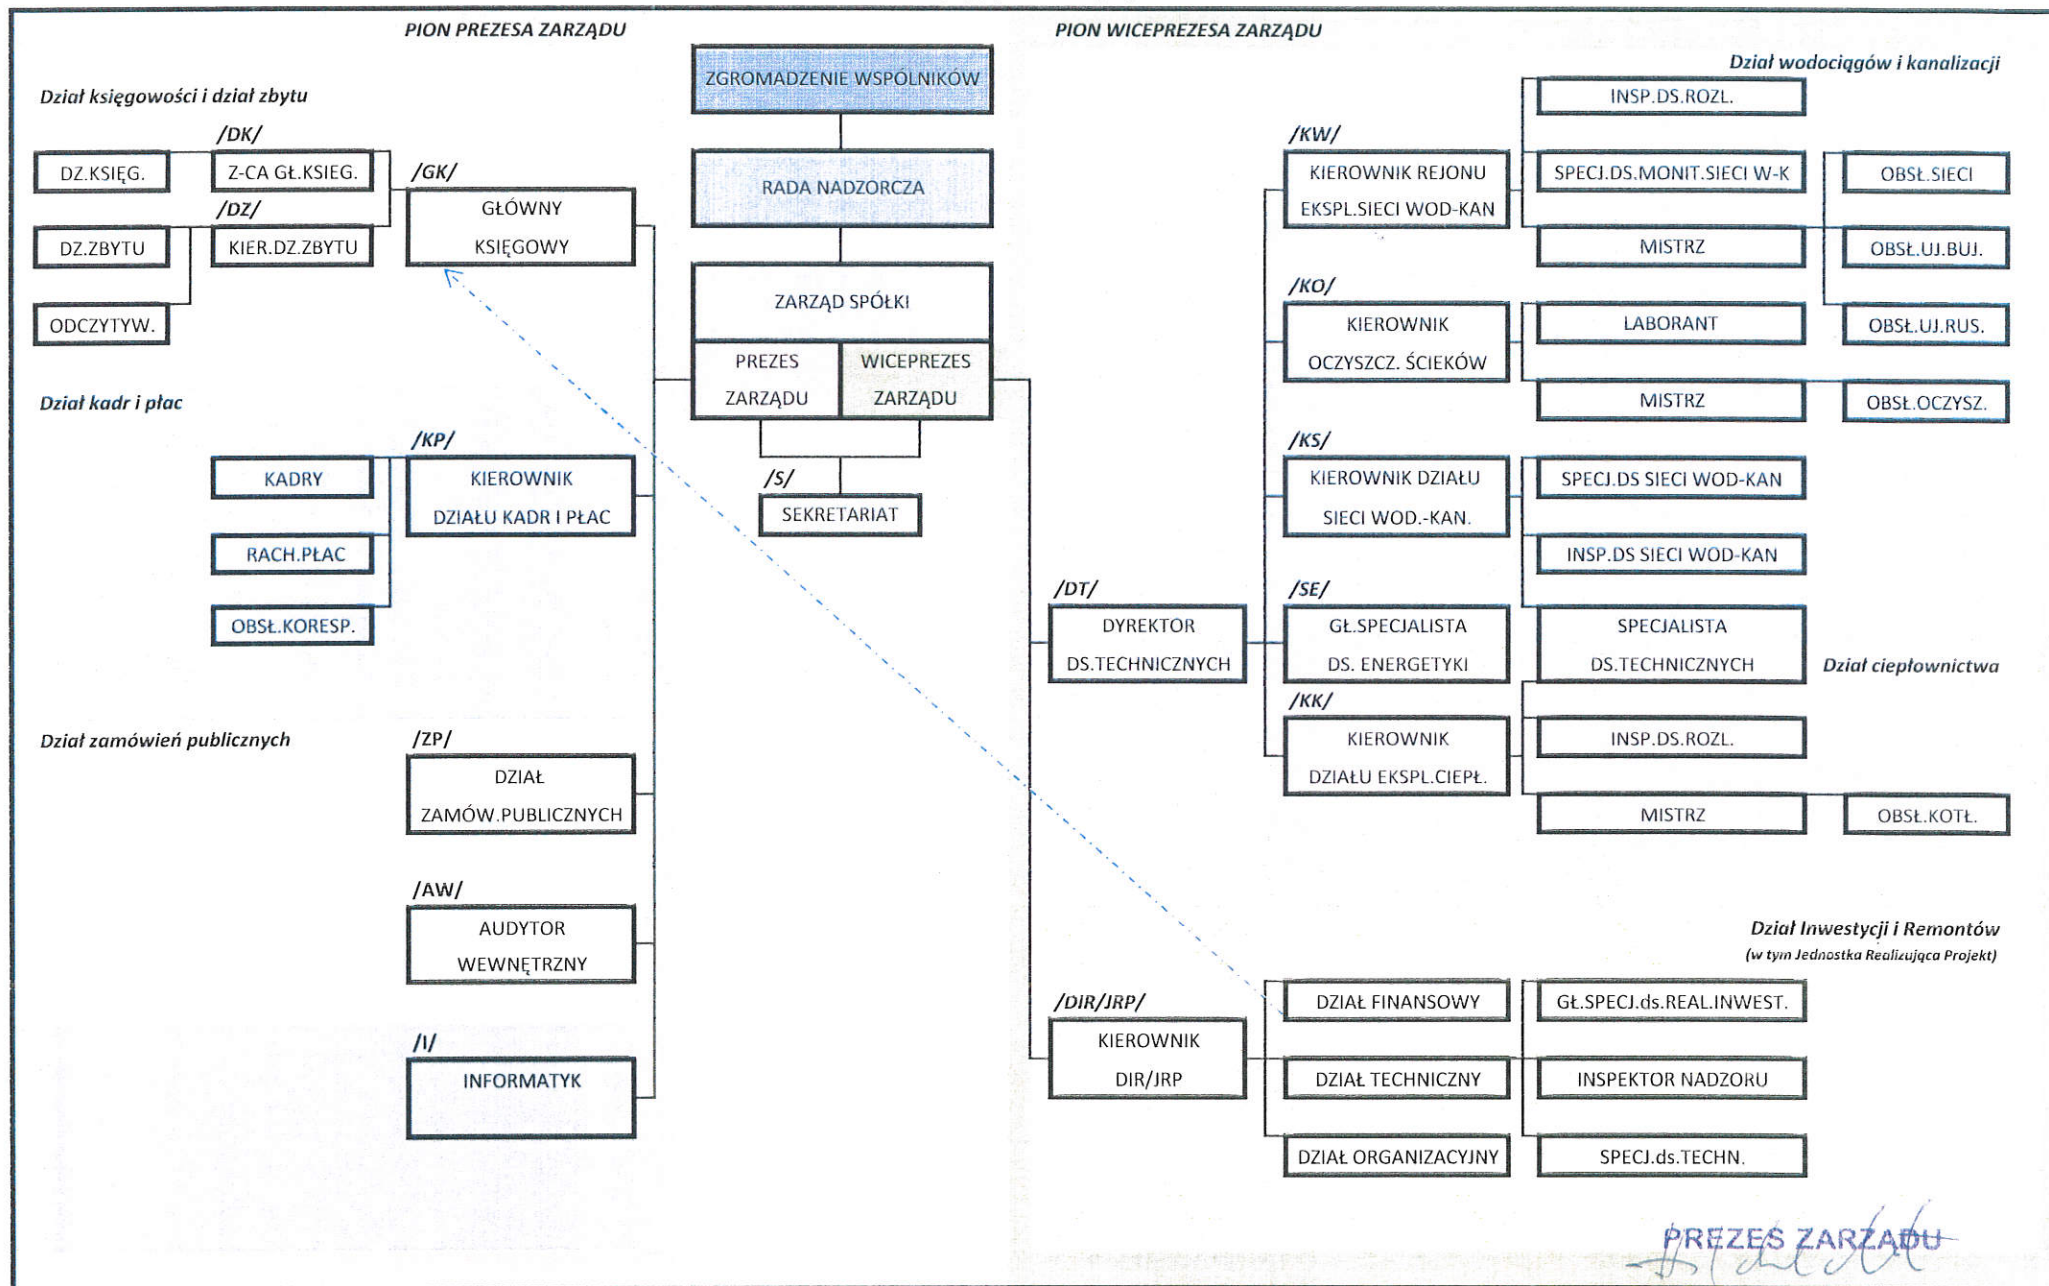 PION PREZESA ZARZĄDU
PION WICEPREZESA ZARZĄDU
ZGROMADZENIE WSPÓLNIKÓW
RADA NADZORCZA
ZARZĄD SPÓŁKI
PREZES
ZARZĄDU
WICEPREZES
ZARZĄDU
/S/
SEKRETARIAT
Dział księgowości i dział zbytu
/DK/
DZ.KSIĘG.
Z-CA GŁ.KSIEG.
/GK/
GŁÓWNY
KSIĘGOWY
/DZ/
DZ.ZBYTU
KIER.DZ.ZBYTU
ODCZYTYW.
Dział kadr i płac
/KP/
KADRY
KIEROWNIK
DZIAŁU KADR I PŁAC
RACH.PŁAC
OBSŁ.KORESP.
Dział zamówień publicznych
/ZP/
DZIAŁ
ZAMÓW.PUBLICZNYCH
/AW/
AUDYTOR
WEWNĘTRZNY
/I/
INFORMATYK
Dział wodociągów i kanalizacji
/DT/
DYREKTOR
DS.TECHNICZNYCH
/KW/
KIEROWNIK REJONU
EKSPL.SIECI WOD-KAN
INSP.DS.ROZL.
SPECJ.DS.MONIT.SIECI W-K
MISTRZ
OBSŁ.SIECI
OBSŁ.UJ.BUJ.
OBSŁ.UJ.RUS.
/KO/
KIEROWNIK
OCZYSZCZ. ŚCIEKÓW
LABORANT
MISTRZ
OBSŁ.OCZYSZ.
/KS/
KIEROWNIK DZIAŁU
SIECI WOD.-KAN.
SPECJ.DS SIECI WOD-KAN
INSP.DS SIECI WOD-KAN
SPECJALISTA
DS.TECHNICZNYCH
/SE/
GŁ.SPECJALISTA
DS. ENERGETYKI
Dział ciepłownictwa
/KK/
KIEROWNIK
DZIAŁU EKSPL.CIEPŁ.
INSP.DS.ROZL.
MISTRZ
OBSŁ.KOTŁ.
Dział Inwestycji i Remontów
(w tym Jednostka Realizująca Projekt)
/DIR/JRP/
KIEROWNIK
DIR/JRP
DZIAŁ FINANSOWY
DZIAŁ TECHNICZNY
DZIAŁ ORGANIZACYJNY
GŁ.SPECJ.ds.REAL.INWEST.
INSPEKTOR NADZORU
SPECJ.ds.TECHN.
PREZES ZARZĄDU